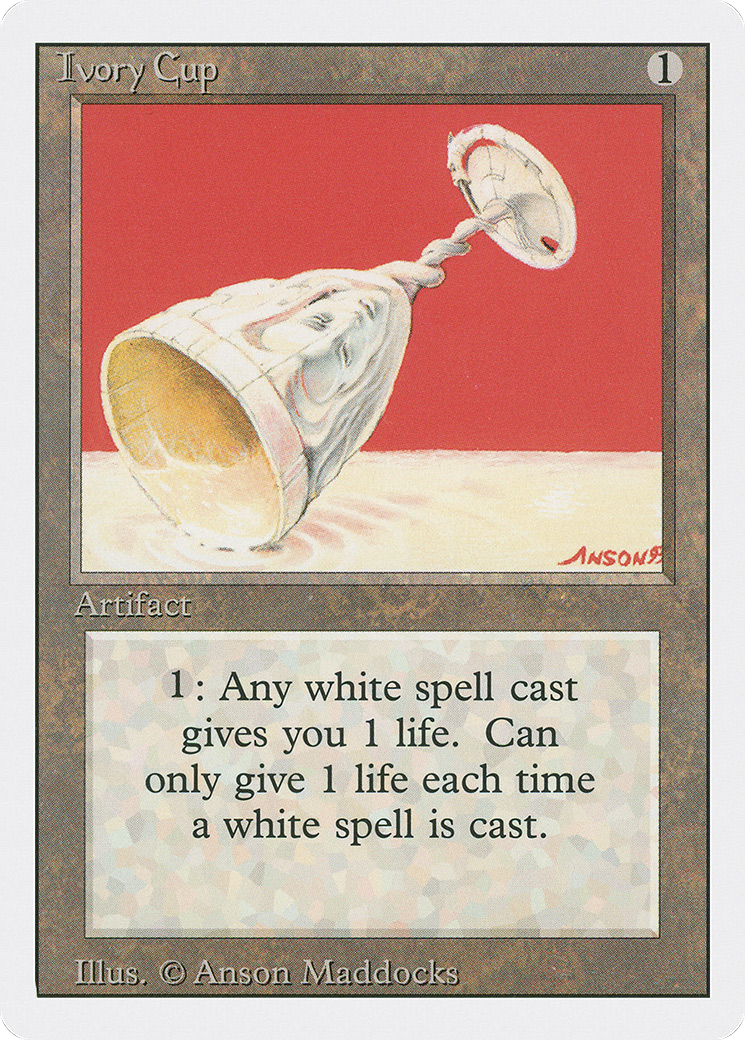 Ivory Cup
1
ANSON93
Artifact
1: Any white spell cast
gives you 1 life. Can
only give 1 life each time
a white spell is cast.
Illus. © Anson Maddocks